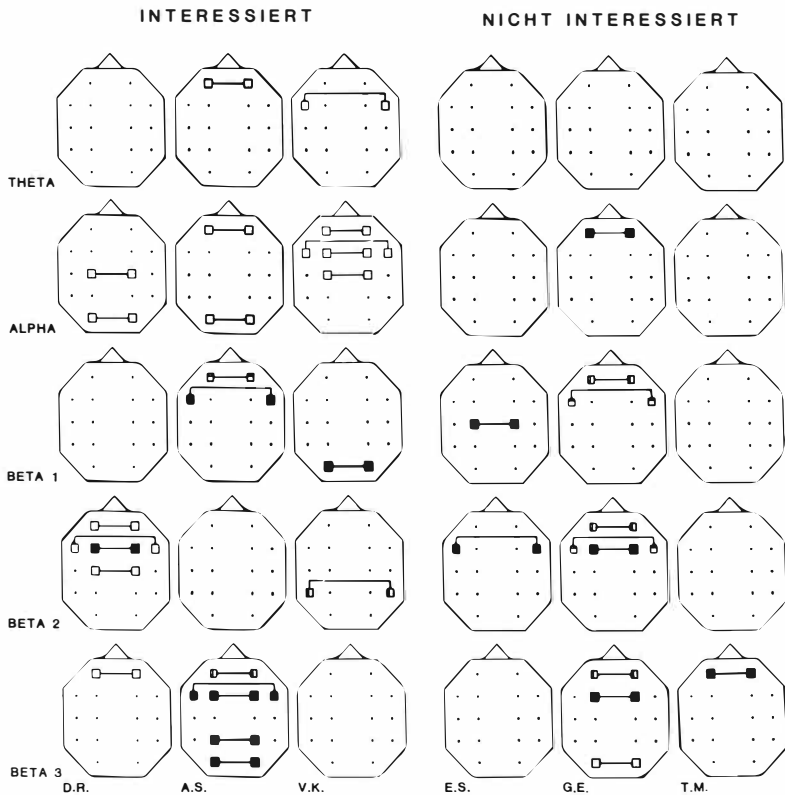 INTERESSIERT
NICHT INTERESSIERT
THETA
ALPHA
BETA 1
BETA 2
BETA 3
D.R. A.S. V.K. E.S. G.E. T.M.